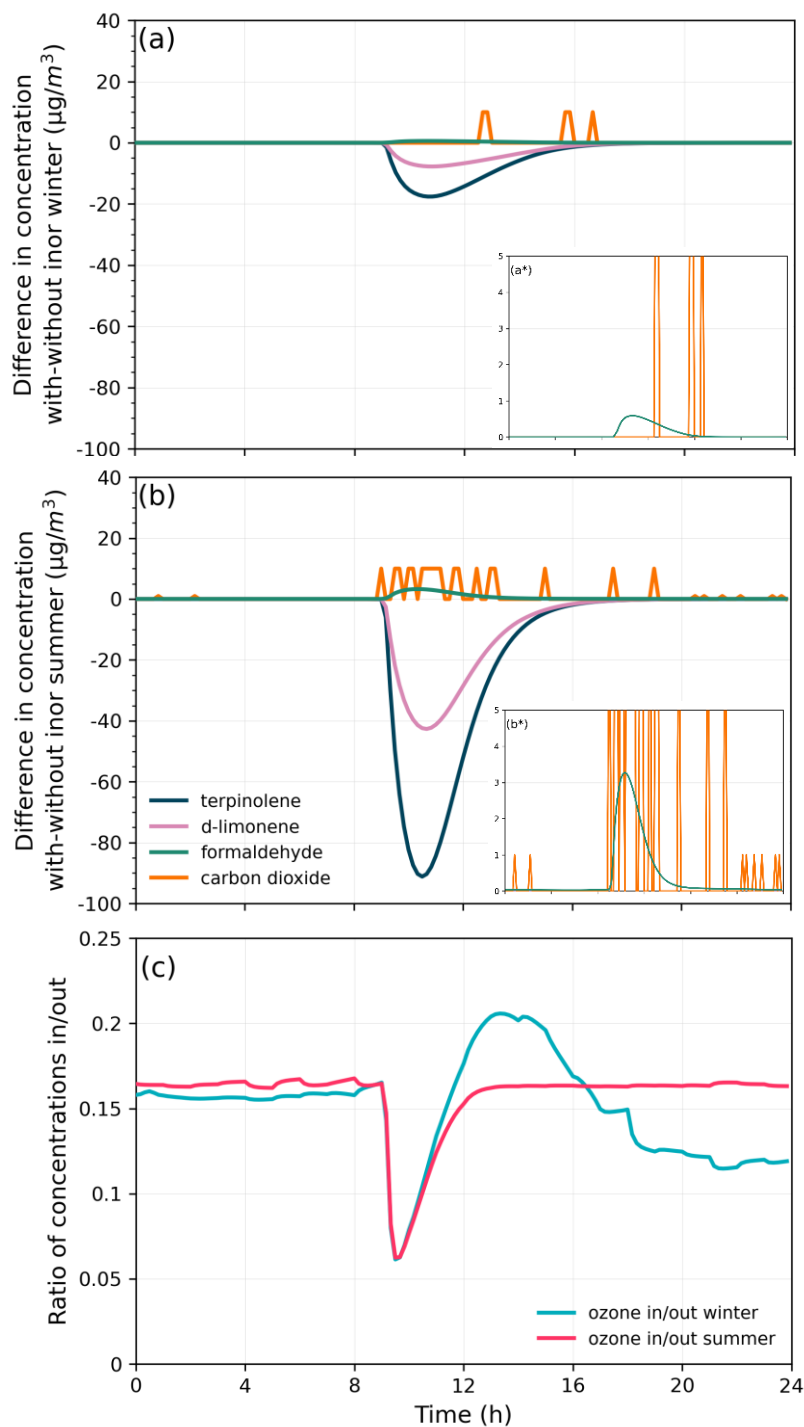 (a)
Difference in concentration
with-without inor winter (μg/m³)
40
20
0
-20
-40
-60
-80
-100
(a*)
5
4
3
2
1
0
(b)
Difference in concentration
with-without inor summer (μg/m³)
40
20
0
-20
-40
-60
-80
-100
terpinolene
d-limonene
formaldehyde
carbon dioxide
(b*)
5
4
3
2
1
0
(c)
Ratio of concentrations in/out
0.25
0.2
0.15
0.1
0.05
0
ozone in/out winter
ozone in/out summer
0 4 8 12 16 20 24
Time (h)